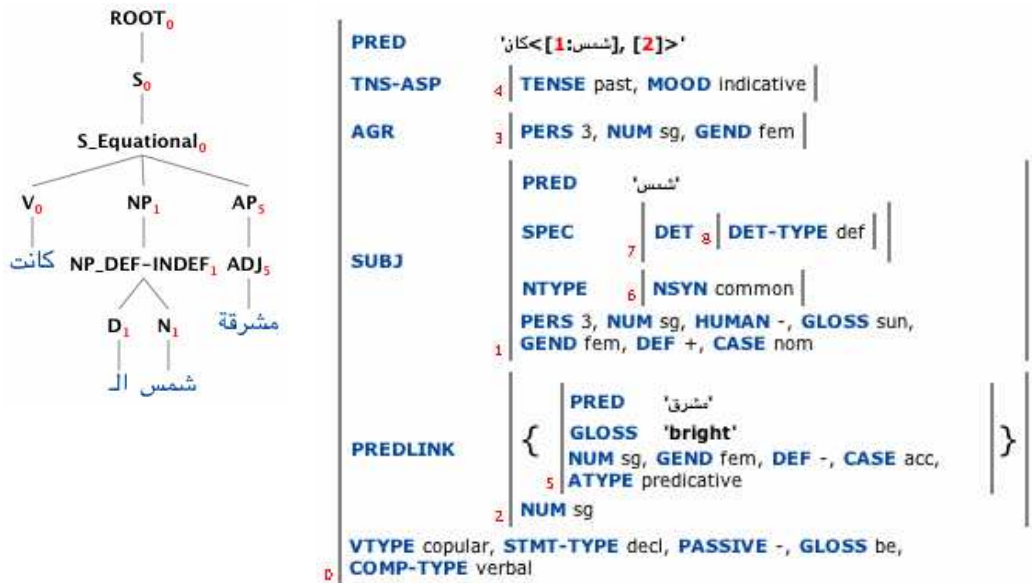 ROOT0
S0
S_Equational0
V0 NP1 AP5
كانت NP_DEF-INDEF1 ADJ5
D1 N1 مشرقة
الـ شمس
PRED 'كان<[1:شمس], [2]>'
TNS-ASP 4 TENSE past, MOOD indicative
AGR 3 PERS 3, NUM sg, GEND fem
SUBJ
PRED 'شمس'
SPEC 7 DET 8 DET-TYPE def
NTYPE 6 NSYN common
PERS 3, NUM sg, HUMAN -, GLOSS sun,
1 GEND fem, DEF +, CASE nom
PREDLINK
{ PRED 'مشرق' }
GLOSS 'bright'
NUM sg, GEND fem, DEF -, CASE acc,
5 ATYPE predicative
2 NUM sg
VTYPE copular, STMT-TYPE decl, PASSIVE -, GLOSS be,
0 COMP-TYPE verbal